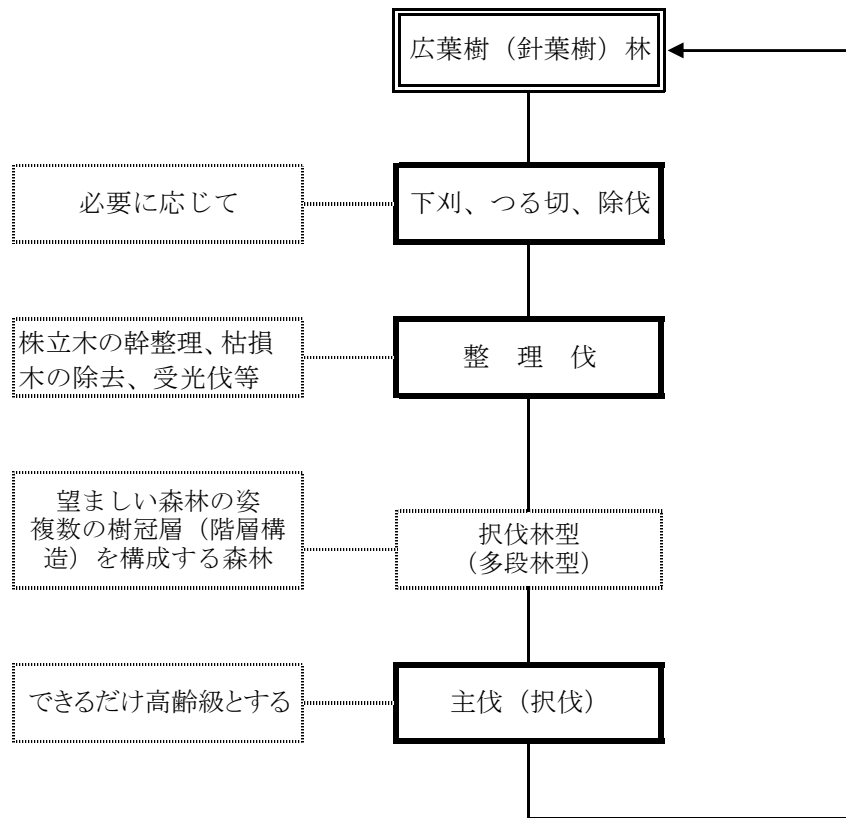 広葉樹（針葉樹）林
必要に応じて
下刈、つる切、除伐
株立木の幹整理、枯損
木の除去、受光伐等
整　理　伐
望ましい森林の姿
複数の樹冠層（階層構
造）を構成する森林
択伐林型
（多段林型）
できるだけ高齢級とする
主伐（択伐）